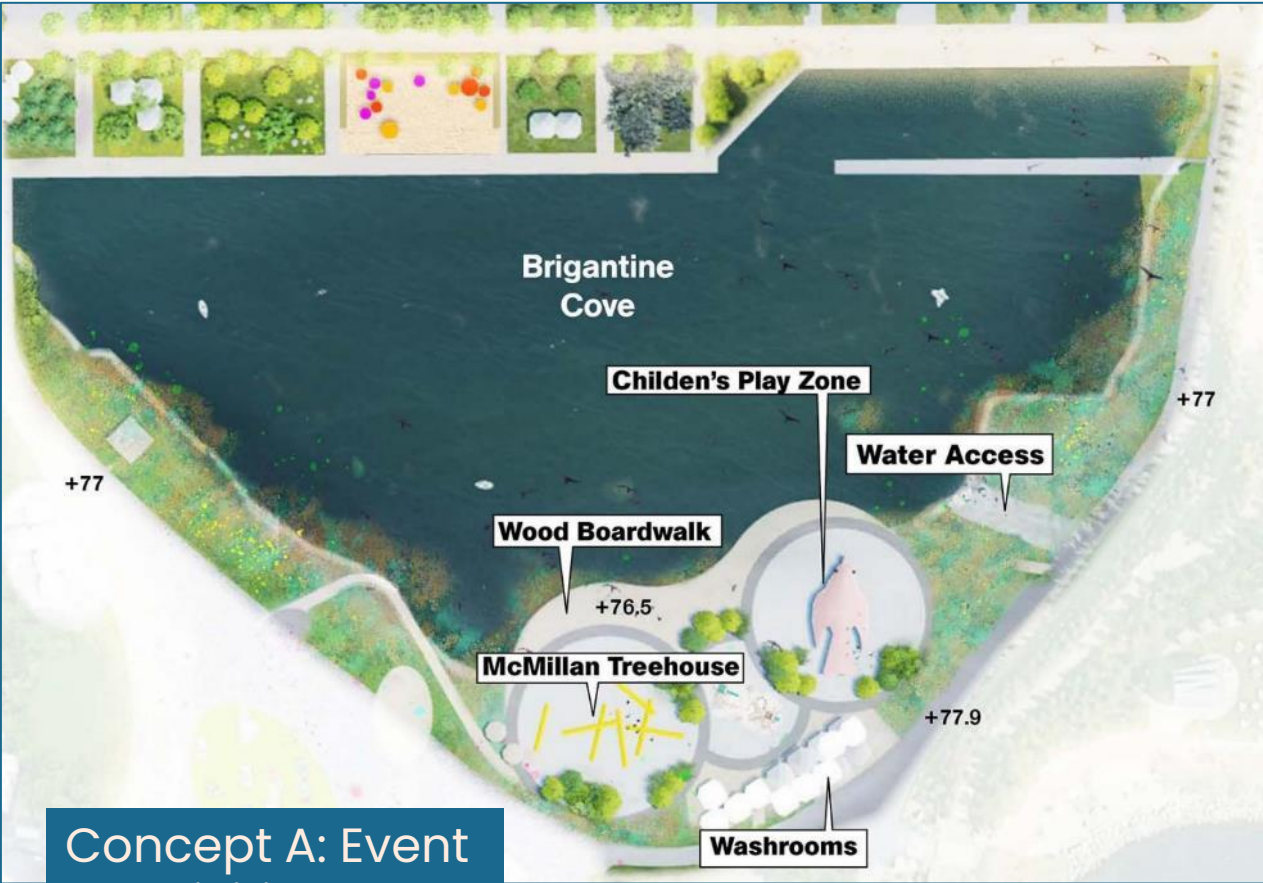 Brigantine
Cove
Childen's Play Zone
+77
Water Access
+77
Wood Boardwalk
+76.5
McMillan Treehouse
+77.9
Concept A: Event
Washrooms